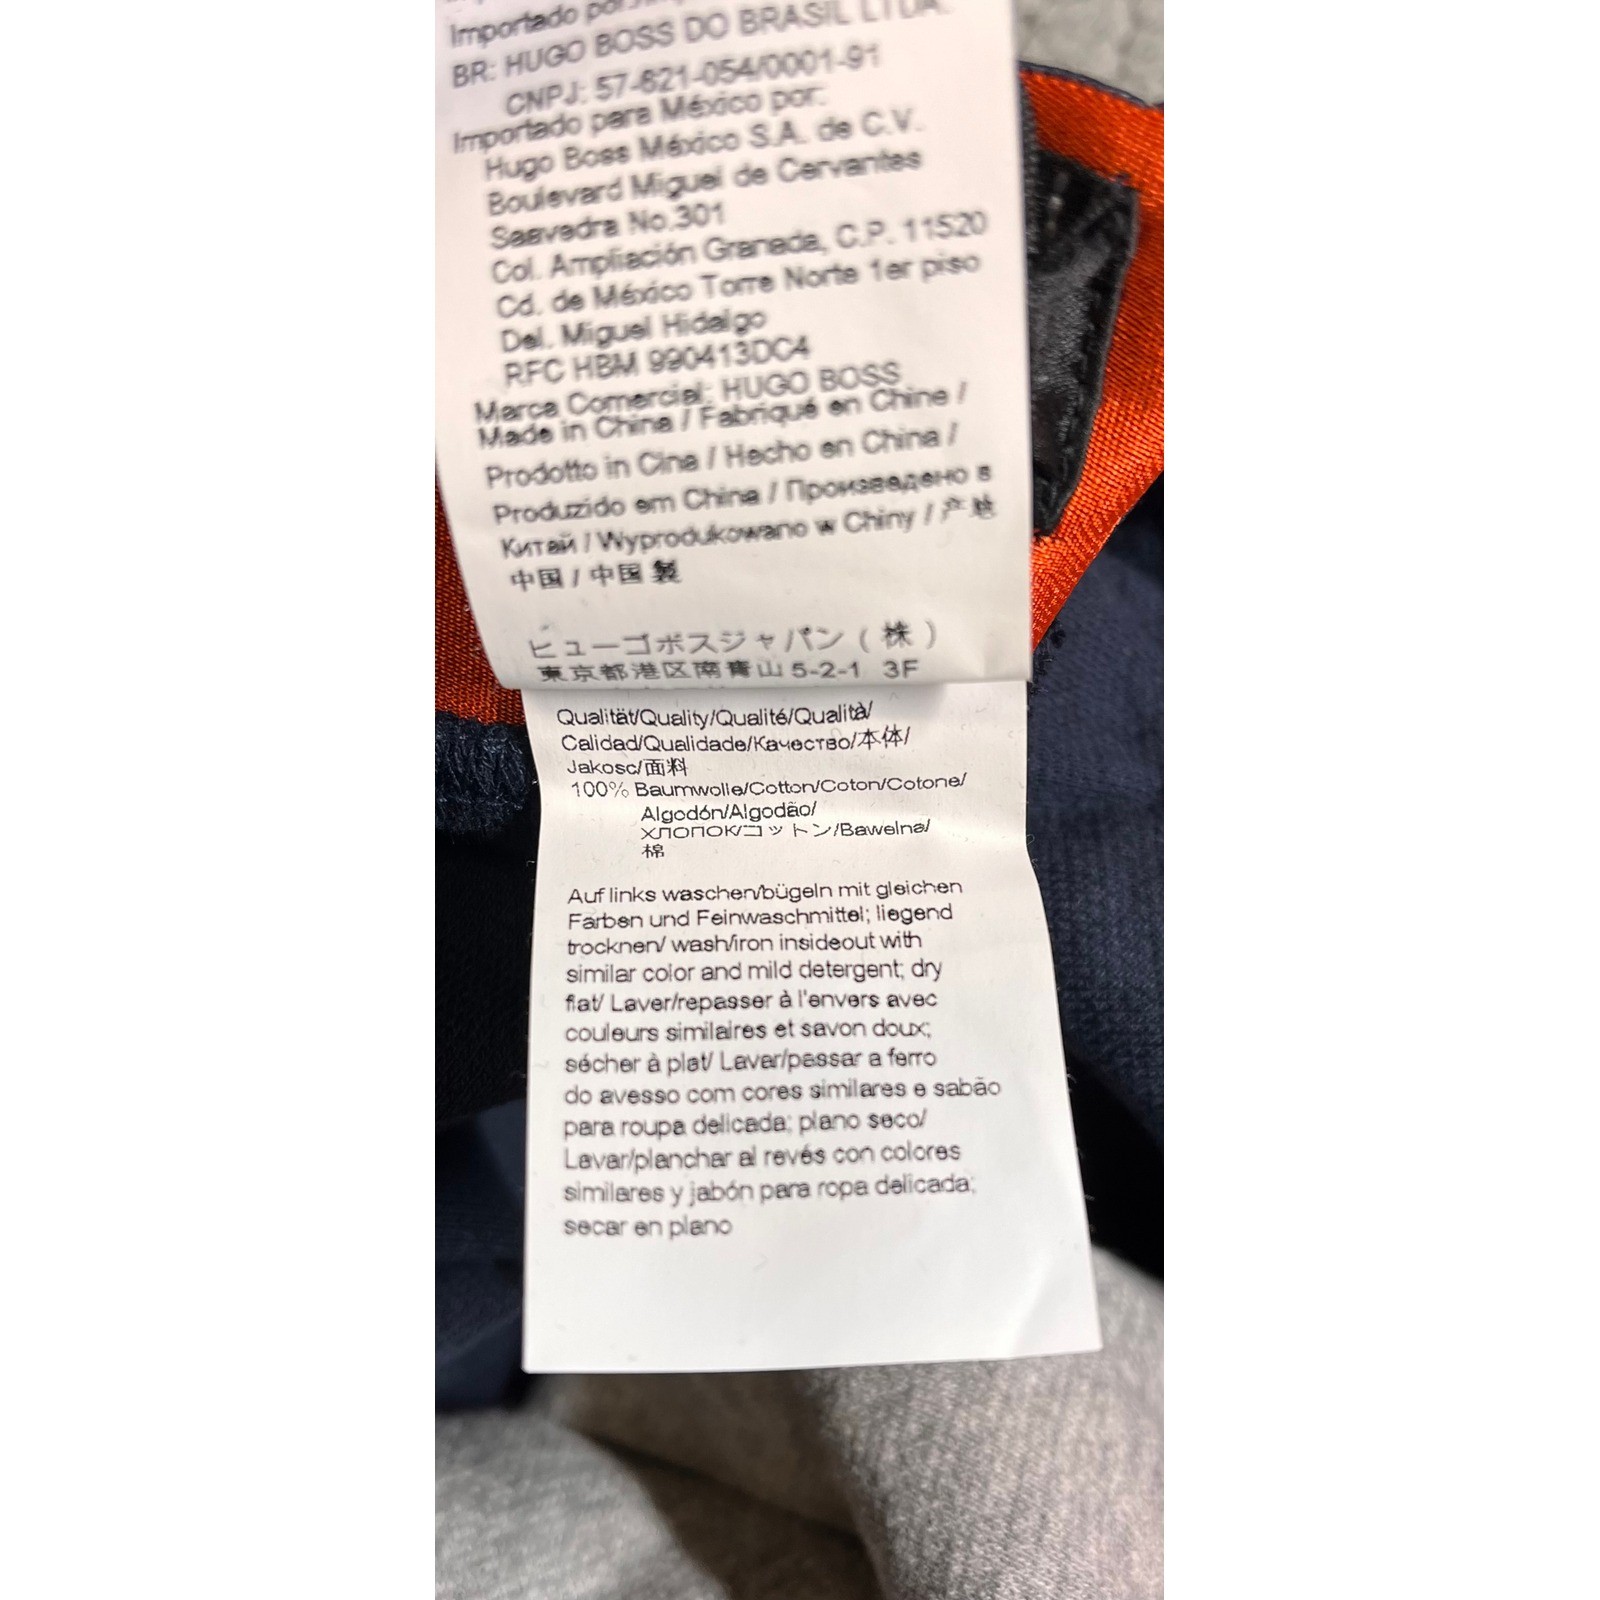 Importado por:
BR: HUGO BOSS DO BRASIL LTDA.
CNPJ: 57-621-054/0001-91
Importado para México por:
Hugo Boss México S.A. de C.V.
Boulevard Miguel de Cervantes
Saavedra No.301
Col. Ampliación Granada, C.P. 11520
Cd. de México Torre Norte 1er piso
Del. Miguel Hidalgo
RFC HBM 990413DC4
Marca Comercial: HUGO BOSS
Made in China / Fabriqué en Chine /
Prodotto in Cina / Hecho en China /
Produzido em China / Произведено в
Китай / Wyprodukowano w Chiny / 产地
中国 / 中国製
ヒューゴボスジャパン(株)
東京都港区南青山5-2-1 3F
Qualität/Quality/Qualité/Qualità/
Calidad/Qualidade/Качество/本体/
Jakosc/面料
100% Baumwolle/Cotton/Coton/Cotone/
Algodón/Algodão/
ХЛОПОК/コットン/Bawelna/
棉
Auf links waschen/bügeln mit gleichen
Farben und Feinwaschmittel; liegend
trocknen/ wash/iron insideout with
similar color and mild detergent; dry
flat/ Laver/repasser à l'envers avec
couleurs similaires et savon doux;
sécher à plat/ Lavar/passar a ferro
do avesso com cores similares e sabão
para roupa delicada; plano seco/
Lavar/planchar al revés con colores
similares y jabón para ropa delicada;
secar en plano